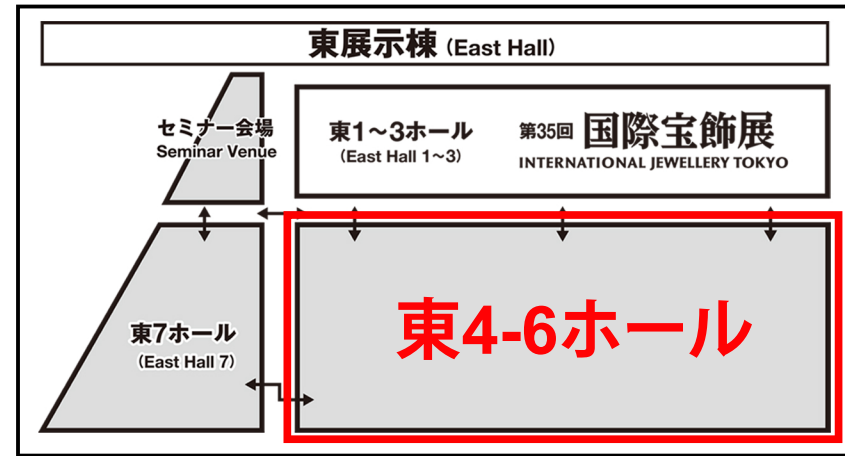 東展示棟 (East Hall)
セミナー会場
Seminar Venue
東1～3ホール
(East Hall 1～3)
第35回 国際宝飾展
INTERNATIONAL JEWELLERY TOKYO
東7ホール
(East Hall 7)
東4-6ホール